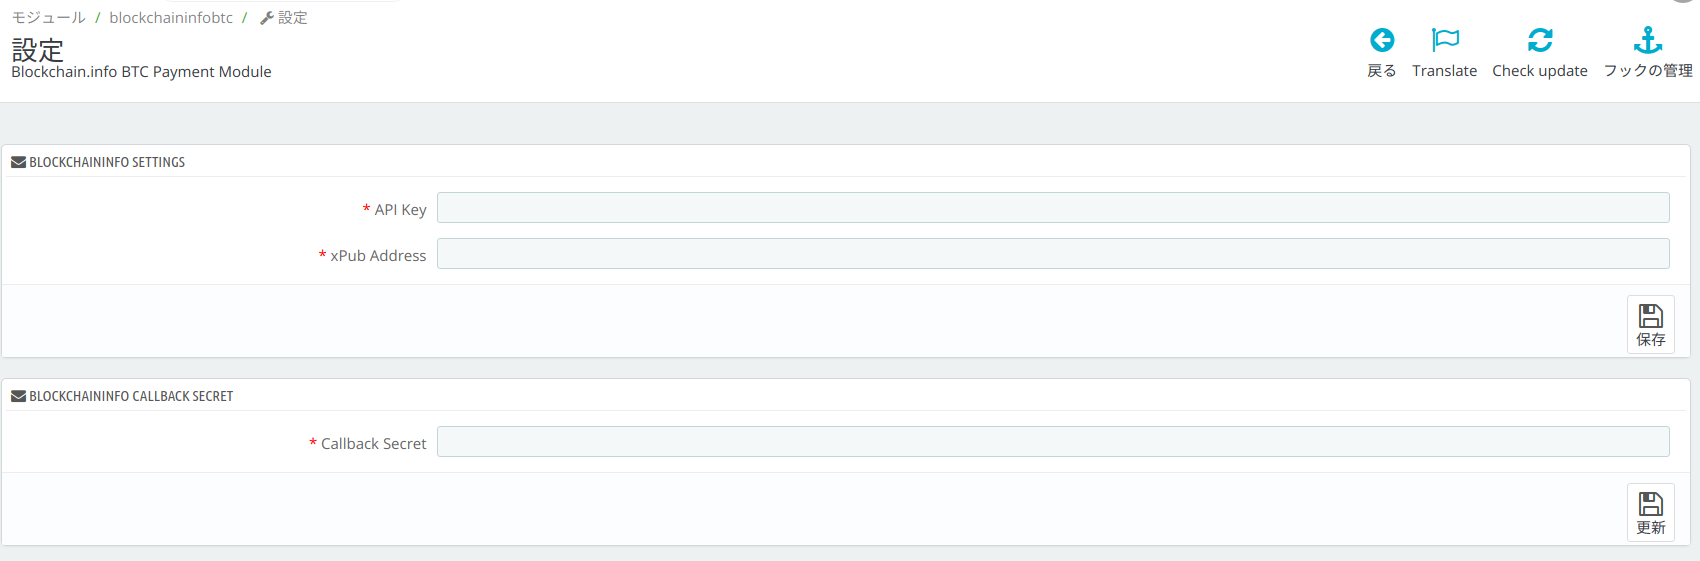 モジュール / blockchaininfobtc / 設定
設定
Blockchain.info BTC Payment Module
戻る Translate Check update フックの管理
BLOCKCHAININFO SETTINGS
* API Key
* xPub Address
保存
BLOCKCHAININFO CALLBACK SECRET
* Callback Secret
更新